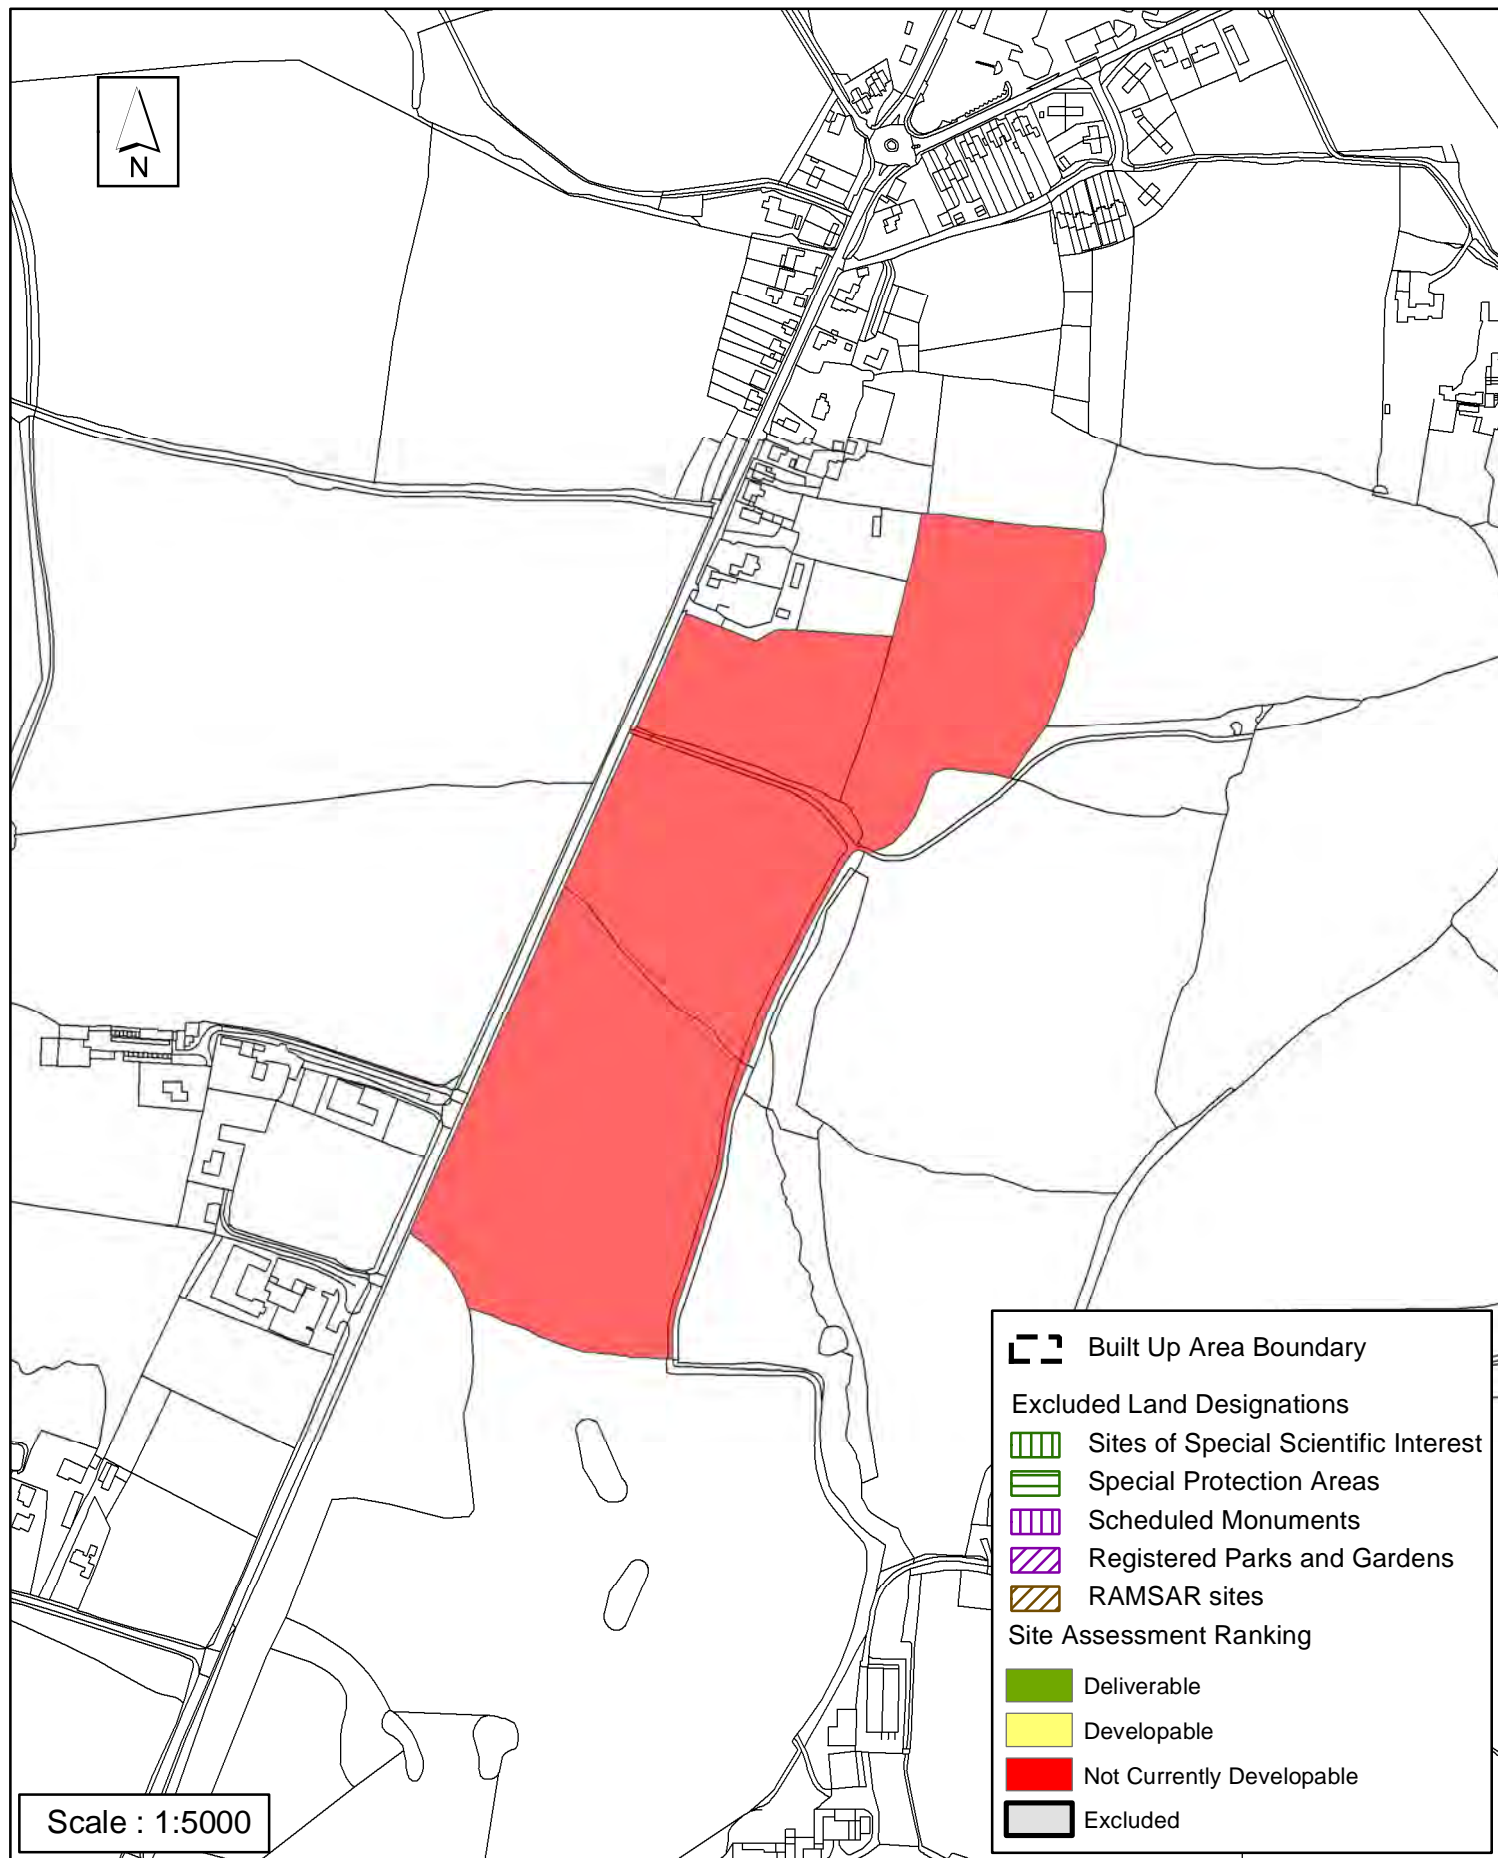 N
Built Up Area Boundary
Excluded Land Designations
Sites of Special Scientific Interest
Special Protection Areas
Scheduled Monuments
Registered Parks and Gardens
RAMSAR sites
Site Assessment Ranking
Deliverable
Developable
Not Currently Developable
Excluded
Scale : 1:5000